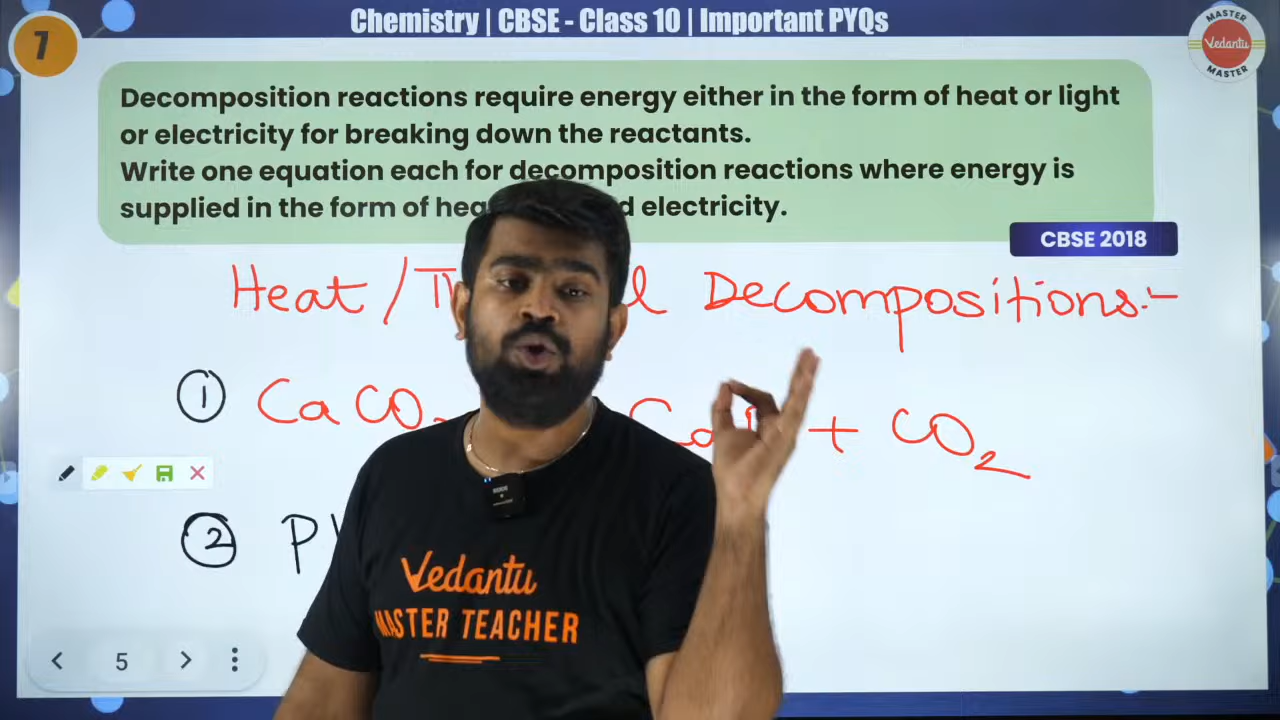 Chemistry | CBSE - Class 10 | Important PYQs
7
MASTER
Vedantu
MASTER
Decomposition reactions require energy either in the form of heat or light
or electricity for breaking down the reactants.
Write one equation each for decomposition reactions where energy is
supplied in the form of electricity.
CBSE 2018
Heat / Decompositions:-
1 CaCO + CO2
2
Vedantu
MASTER TEACHER
5